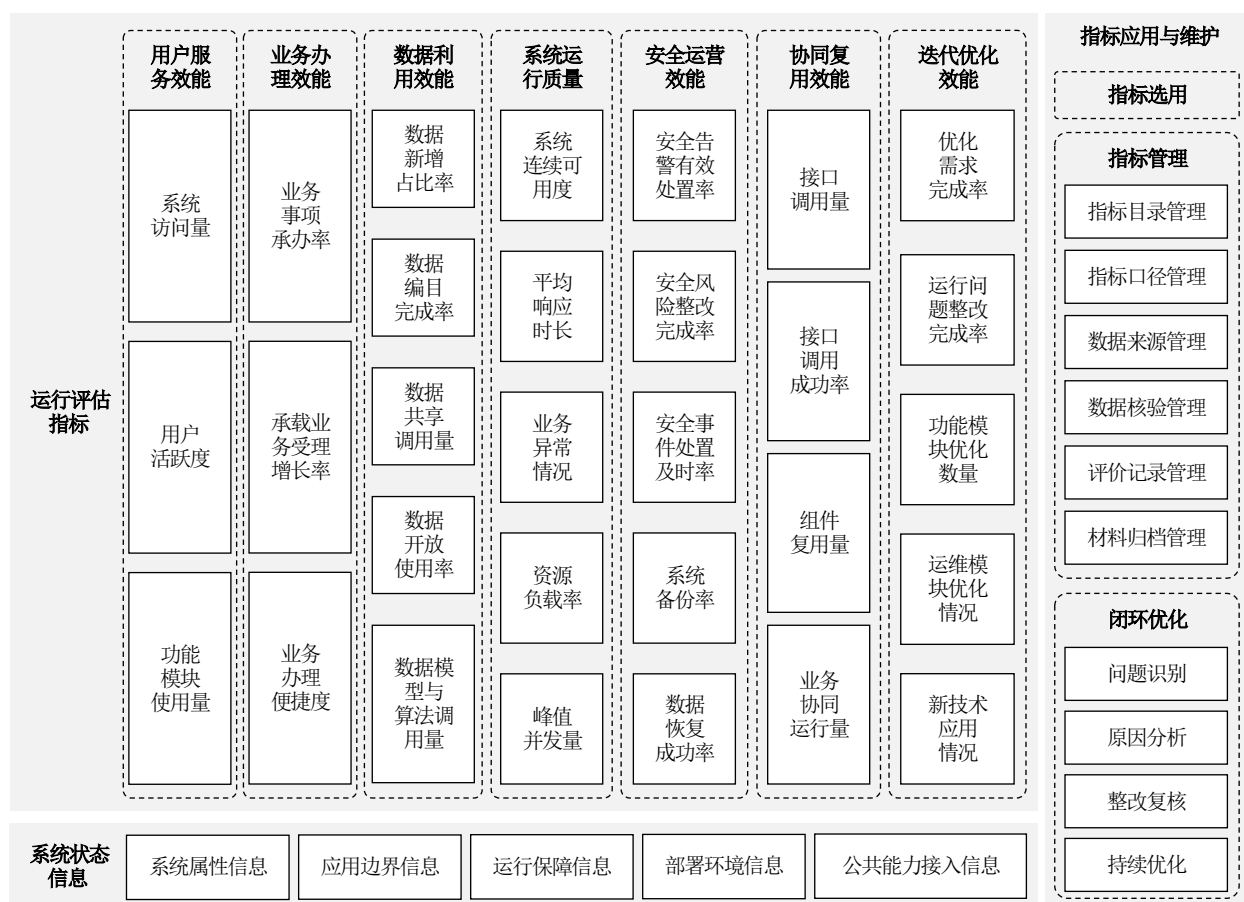 运行评估
指标
用户服
务效能
系统
访问量
用户
活跃度
功能
模块
使用量
业务办
理效能
业务
事项
承办率
承载业
务受理
增长率
业务
办理
便捷度
数据利
用效能
数据
新增
占比率
数据
编目
完成率
数据
共享
调用量
数据
开放
使用率
数据模
型与
算法调
用量
系统运
行质量
系统
连续可
用度
平均
响应
时长
业务
异常
情况
资源
负载率
峰值
并发量
安全运营
效能
安全告
警有效
处置率
安全风
险整改
完成率
安全事
件处置
及时率
系统
备份率
数据
恢复
成功率
协同复
用效能
接口
调用量
接口
调用
成功率
组件
复用量
业务
协同
运行量
迭代优化
效能
优化
需求
完成率
运行问
题整改
完成率
功能模
块优化
数量
运维模
块优化
情况
新技术
应用
情况
系统状态
信息
系统属性信息
应用边界信息
运行保障信息
部署环境信息
公共能力接入信息
指标应用与维护
指标选用
指标管理
指标目录管理
指标口径管理
数据来源管理
数据核验管理
评价记录管理
材料归档管理
闭环优化
问题识别
原因分析
整改复核
持续优化